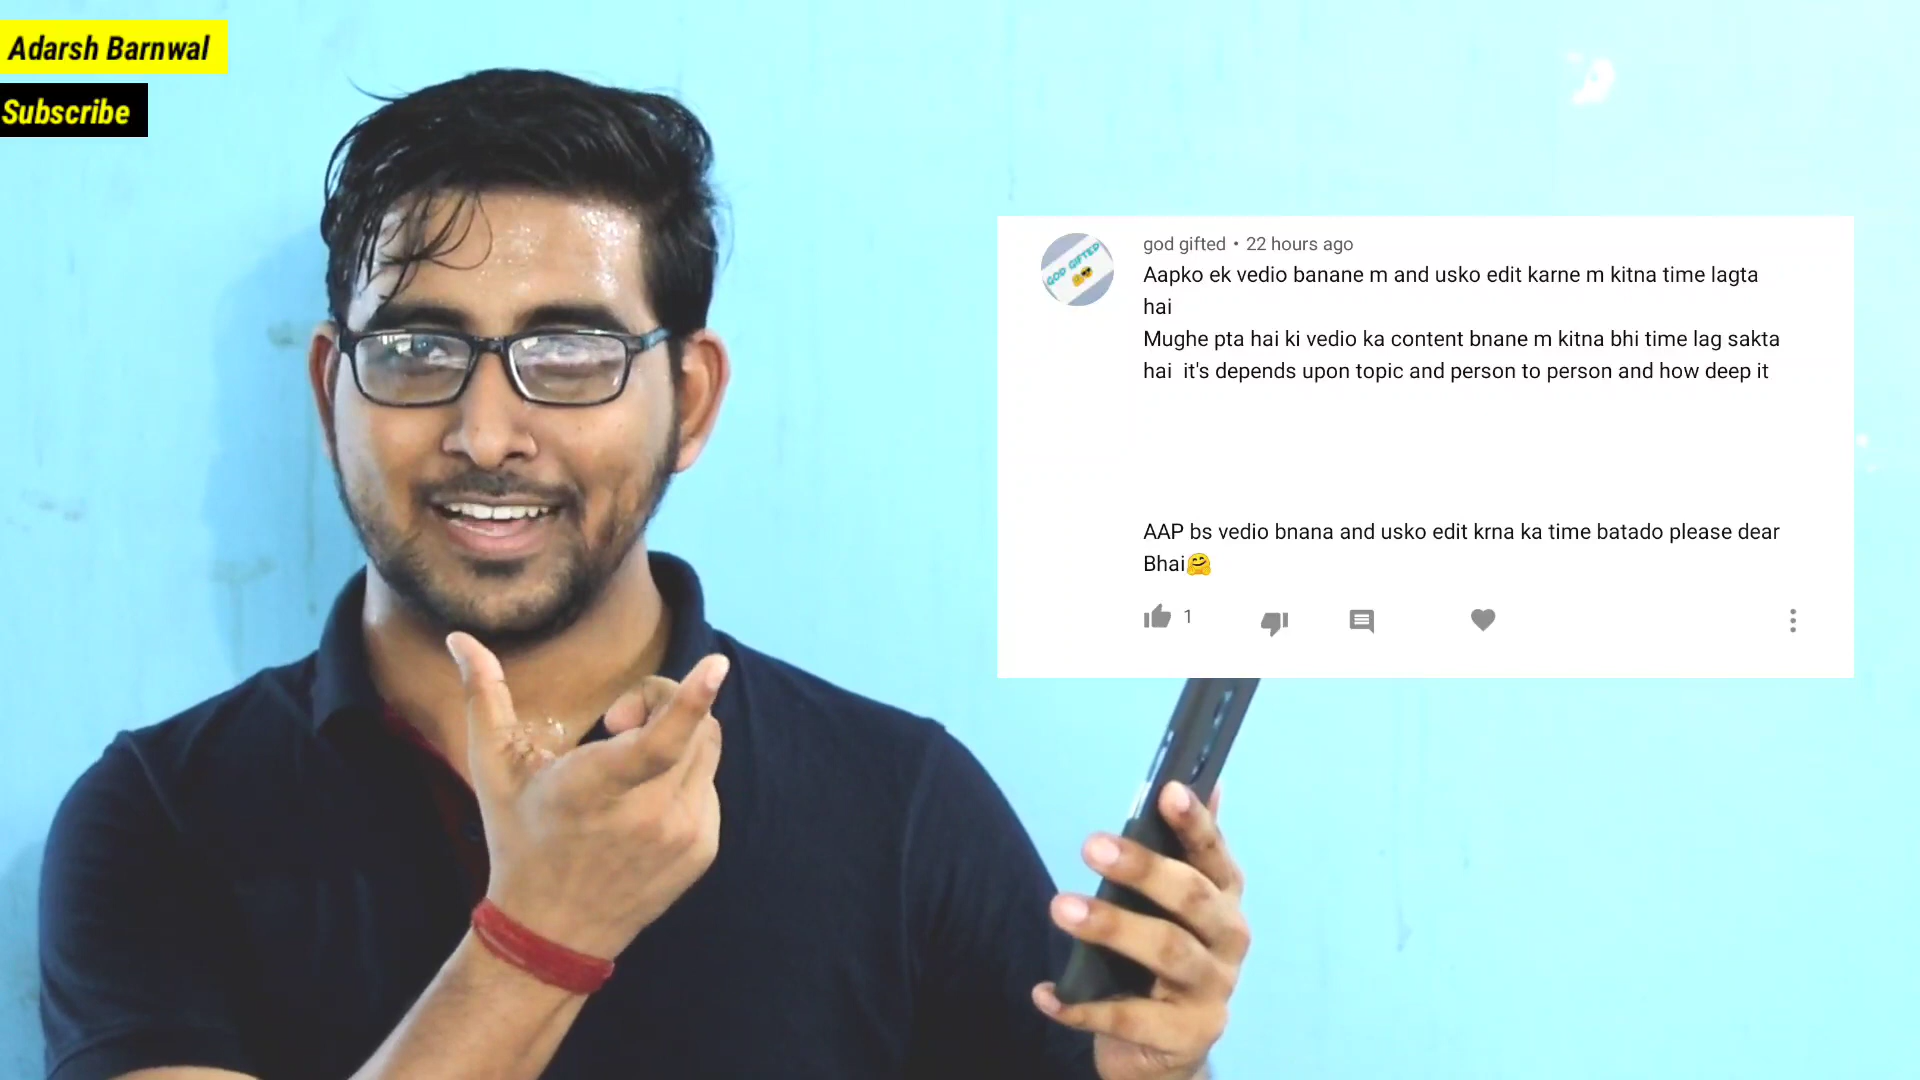 Adarsh Barnwal
Subscribe
GOD GIFTED
god gifted • 22 hours ago
Aapko ek vedio banane m and usko edit karne m kitna time lagta
hai
Mughe pta hai ki vedio ka content bnane m kitna bhi time lag sakta
hai  it's depends upon topic and person to person and how deep it
AAP bs vedio bnana and usko edit krna ka time batado please dear
Bhai🤗
1